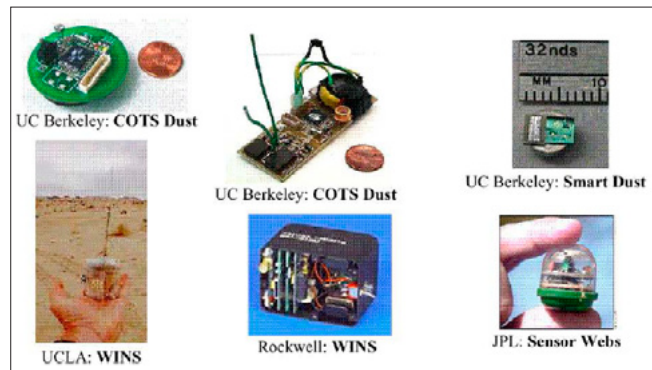 UC Berkeley: COTS Dust
UC Berkeley: COTS Dust
32nds
MM 10
UC Berkeley: Smart Dust
UCLA: WINS
Rockwell: WINS
JPL: Sensor Webs